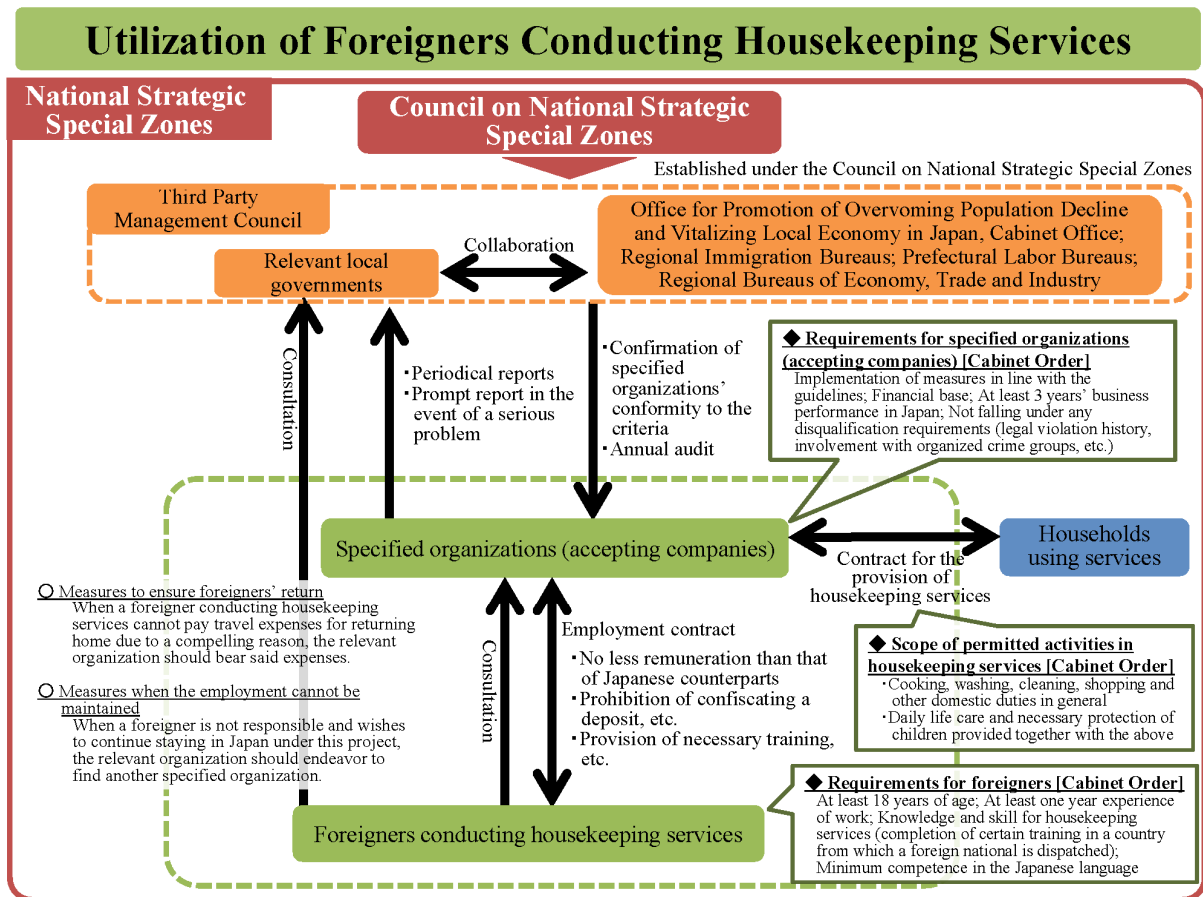 Utilization of Foreigners Conducting Housekeeping Services
National Strategic
Special Zones
Council on National Strategic
Special Zones
Established under the Council on National Strategic Special Zones
Third Party
Management Council
Relevant local
governments
Collaboration
Office for Promotion of Overvoming Population Decline
and Vitalizing Local Economy in Japan, Cabinet Office;
Regional Immigration Bureaus; Prefectural Labor Bureaus;
Regional Bureaus of Economy, Trade and Industry
Consultation
・Periodical reports
・Prompt report in the
event of a serious
problem
・Confirmation of
specified
organizations'
conformity to the
criteria
・Annual audit
◆ Requirements for specified organizations
(accepting companies) [Cabinet Order]
Implementation of measures in line with the
guidelines; Financial base; At least 3 years' business
performance in Japan; Not falling under any
disqualification requirements (legal violation history,
involvement with organized crime groups, etc.)
Specified organizations (accepting companies)
Contract for the
provision of
housekeeping services
Households
using services
○ Measures to ensure foreigners' return
When a foreigner conducting housekeeping
services cannot pay travel expenses for returning
home due to a compelling reason, the relevant
organization should bear said expenses.
○ Measures when the employment cannot be
maintained
When a foreigner is not responsible and wishes
to continue staying in Japan under this project,
the relevant organization should endeavor to
find another specified organization.
Consultation
Employment contract
・No less remuneration than that
of Japanese counterparts
・Prohibition of confiscating a
deposit, etc.
・Provision of necessary training,
etc.
◆ Scope of permitted activities in
housekeeping services [Cabinet Order]
・Cooking, washing, cleaning, shopping and
other domestic duties in general
・Daily life care and necessary protection of
children provided together with the above
Foreigners conducting housekeeping services
◆ Requirements for foreigners [Cabinet Order]
At least 18 years of age; At least one year experience
of work; Knowledge and skill for housekeeping
services (completion of certain training in a country
from which a foreign national is dispatched);
Minimum competence in the Japanese language